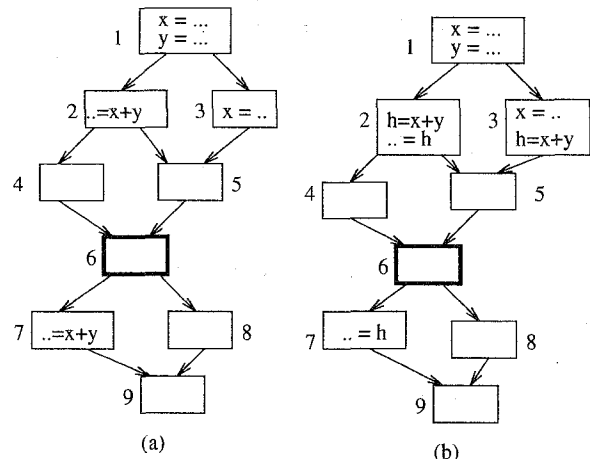 1
x = ...
y = ...
2
..=x+y
3
x = ..
4
5
6
7
..=x+y
8
9
(a)
1
x = ...
y = ...
2
h=x+y
.. = h
3
x = ..
h=x+y
4
5
6
7
.. = h
8
9
(b)